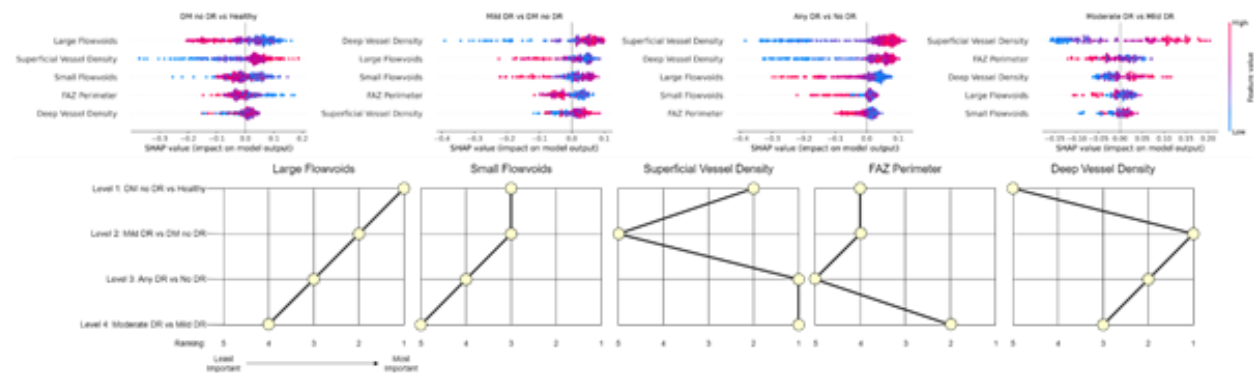 DM no DR vs Healthy
Large Flowvoids
Superficial Vessel Density
Small Flowvoids
FAZ Perimeter
Deep Vessel Density
−0.3 −0.2 −0.1 0.0 0.1 0.2
SHAP value (impact on model output)
Mild DR vs DM no DR
Deep Vessel Density
Large Flowvoids
Small Flowvoids
FAZ Perimeter
Superficial Vessel Density
−0.4 −0.3 −0.2 −0.1 0.0 0.1
SHAP value (impact on model output)
Any DR vs No DR
Superficial Vessel Density
Deep Vessel Density
Large Flowvoids
Small Flowvoids
FAZ Perimeter
−0.4 −0.3 −0.2 −0.1 0.0 0.1
SHAP value (impact on model output)
Moderate DR vs Mild DR
Superficial Vessel Density
FAZ Perimeter
Deep Vessel Density
Large Flowvoids
Small Flowvoids
−0.15 −0.10 −0.05 0.00 0.05 0.10 0.15 0.20
SHAP value (impact on model output)
High
Feature value
Low
Large Flowvoids
Small Flowvoids
Superficial Vessel Density
FAZ Perimeter
Deep Vessel Density
Level 1: DM no DR vs Healthy
Level 2: Mild DR vs DM no DR
Level 3: Any DR vs No DR
Level 4: Moderate DR vs Mild DR
Ranking: 5 4 3 2 1 5 4 3 2 1 5 4 3 2 1 5 4 3 2 1 5 4 3 2 1
Least Important
Most Important